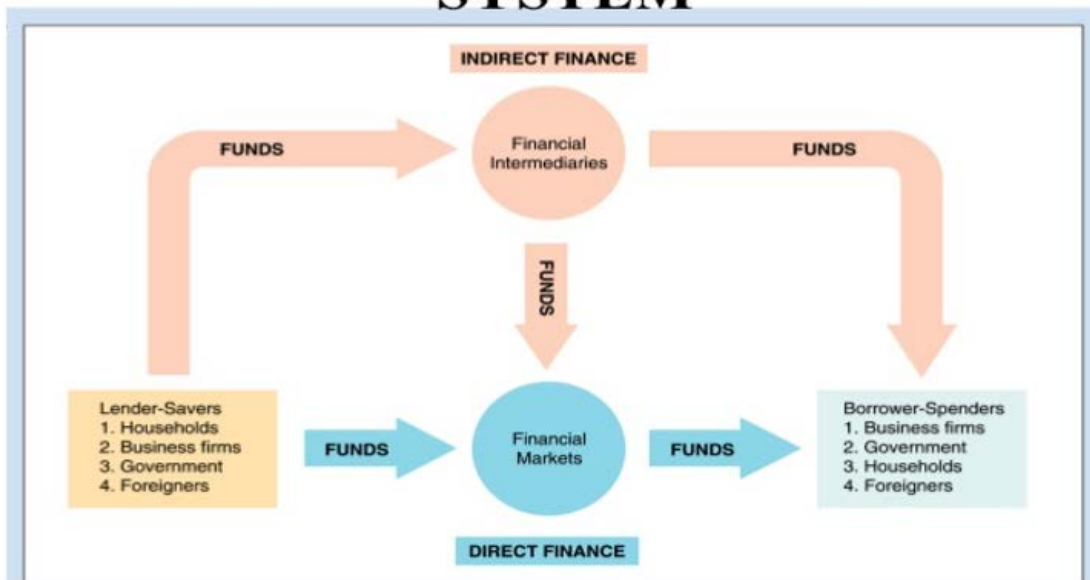 SYSTEM
INDIRECT FINANCE
FUNDS
Financial
Intermediaries
FUNDS
FUNDS
Lender-Savers
1. Households
2. Business firms
3. Government
4. Foreigners
FUNDS
Financial
Markets
FUNDS
Borrower-Spenders
1. Business firms
2. Government
3. Households
4. Foreigners
DIRECT FINANCE